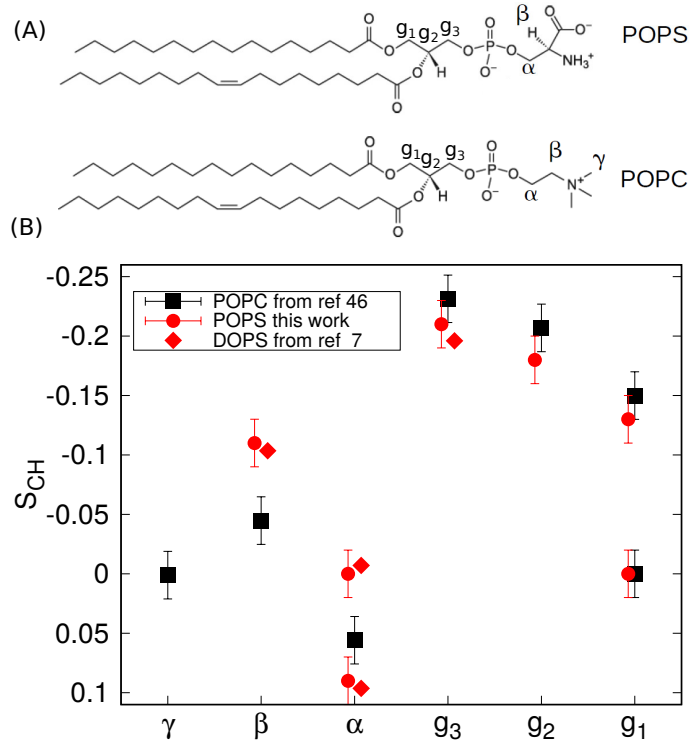 (A)
g1 g2 g3
O
O
O
P
O
O−
O
H
O
O
β
H
O
O−
NH3+
α
POPS
g1 g2 g3
O
O
O
P
O
O−
O
H
O
O
β
γ
N+
α
POPC
(B)
-0.25
-0.2
-0.15
-0.1
-0.05
0
0.05
0.1
SCH
POPC from ref 46
POPS this work
DOPS from ref 7
γ β α g3 g2 g1